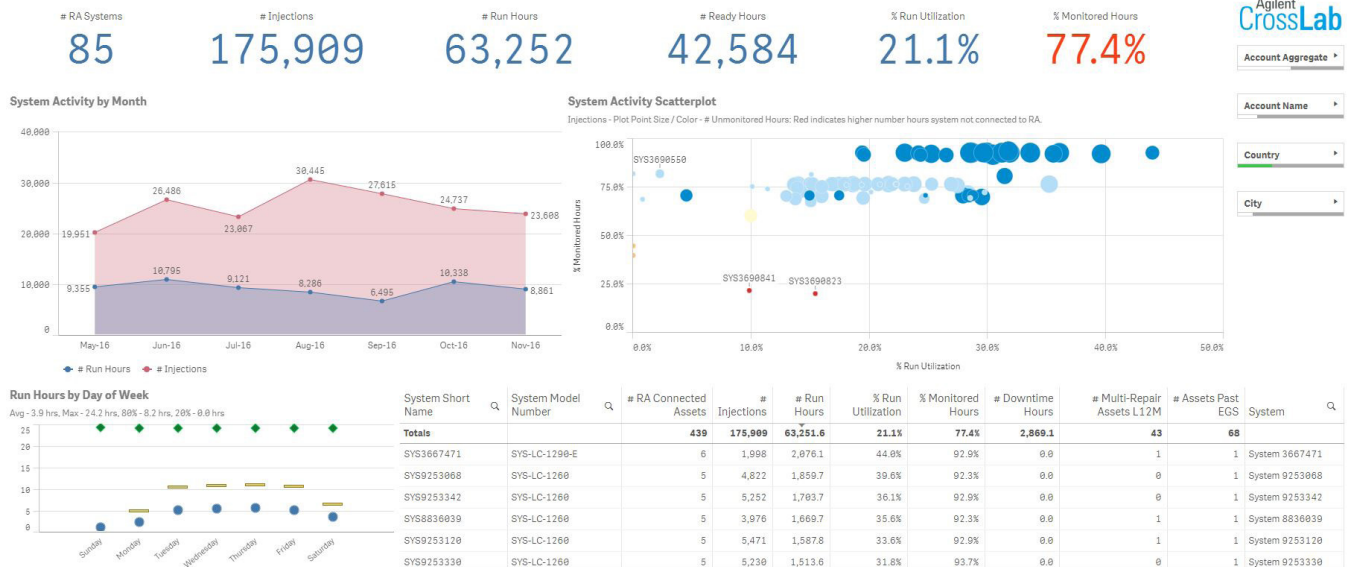 # RA Systems
85
# Injections
175,909
# Run Hours
63,252
# Ready Hours
42,584
% Run Utilization
21.1%
% Monitored Hours
77.4%
Agilent
CrossLab
Account Aggregate
Account Name
Country
City
System Activity by Month
40,000
30,000
20,000
10,000
0
19,951
26,486
23,067
30,445
27,615
24,737
23,608
9,355
10,795
9,121
8,286
6,495
10,338
8,861
May-16 Jun-16 Jul-16 Aug-16 Sep-16 Oct-16 Nov-16
# Run Hours # Injections
System Activity Scatterplot
Injections - Plot Point Size / Color - # Unmonitored Hours: Red indicates higher number hours system not connected to RA.
% Monitored Hours
100.0%
75.0%
50.0%
25.0%
0.0%
SYS3690550
SYS3690841
SYS3690823
0.0% 10.0% 20.0% 30.0% 40.0% 50.0%
% Run Utilization
Run Hours by Day of Week
Avg - 3.9 hrs, Max - 24.2 hrs, 80% - 8.2 hrs, 20% - 0.0 hrs
25
20
15
10
5
0
Sunday Monday Tuesday Wednesday Thursday Friday Saturday
System Short Name System Model Number # RA Connected Assets # Injections # Run Hours % Run Utilization % Monitored Hours # Downtime Hours # Multi-Repair Assets L12M # Assets Past EGS System
Totals 439 175,909 63,251.6 21.1% 77.4% 2,869.1 43 68
SYS3667471 SYS-LC-1290-E 6 1,998 2,076.1 44.0% 92.9% 0.0 1 1 System 3667471
SYS9253068 SYS-LC-1260 5 4,822 1,859.7 39.6% 92.3% 0.0 0 1 System 9253068
SYS9253342 SYS-LC-1260 5 5,252 1,703.7 36.1% 92.9% 0.0 0 1 System 9253342
SYS8836039 SYS-LC-1260 5 3,976 1,669.7 35.6% 92.3% 0.0 1 1 System 8836039
SYS9253120 SYS-LC-1260 5 5,471 1,587.8 33.6% 92.9% 0.0 1 1 System 9253120
SYS9253330 SYS-LC-1260 5 5,230 1,513.6 31.8% 93.7% 0.0 0 1 System 9253330